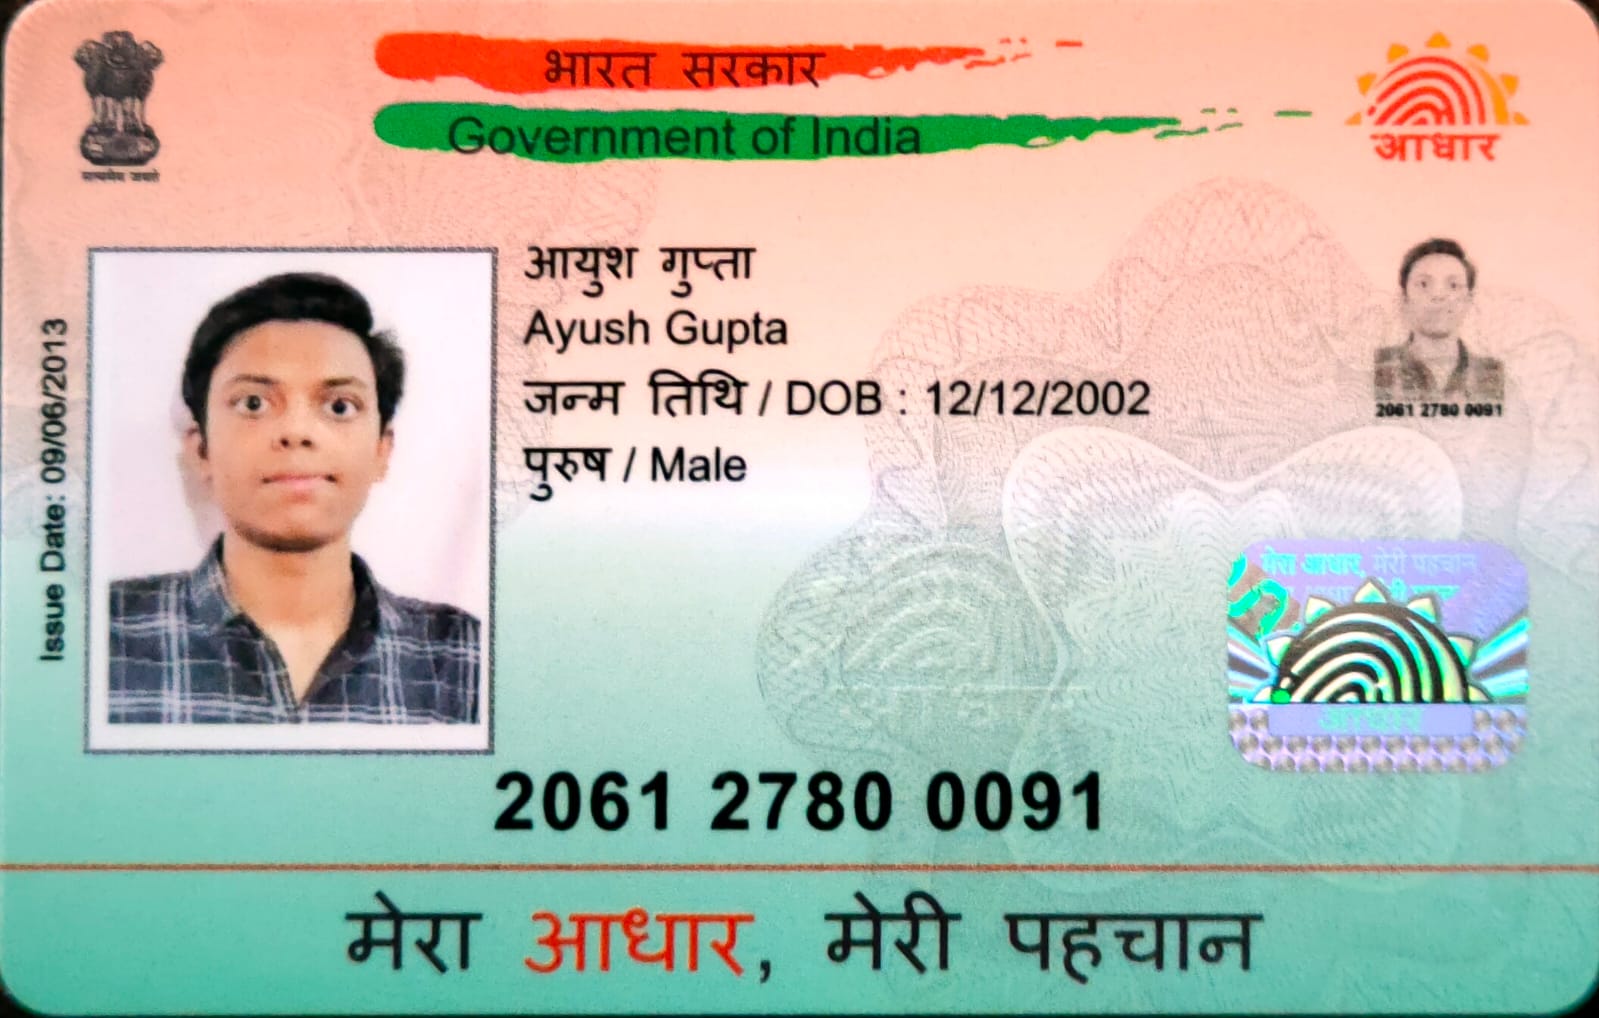 भारत सरकार
Government of India
सत्यमेव जयते
आधार
Issue Date: 09/06/2013
आयुश गुप्ता
Ayush Gupta
जन्म तिथि / DOB : 12/12/2002
पुरुष / Male
2061 2780 0091
मेरा आधार, मेरी पहचान
आधार
2061 2780 0091
मेरा आधार, मेरी पहचान